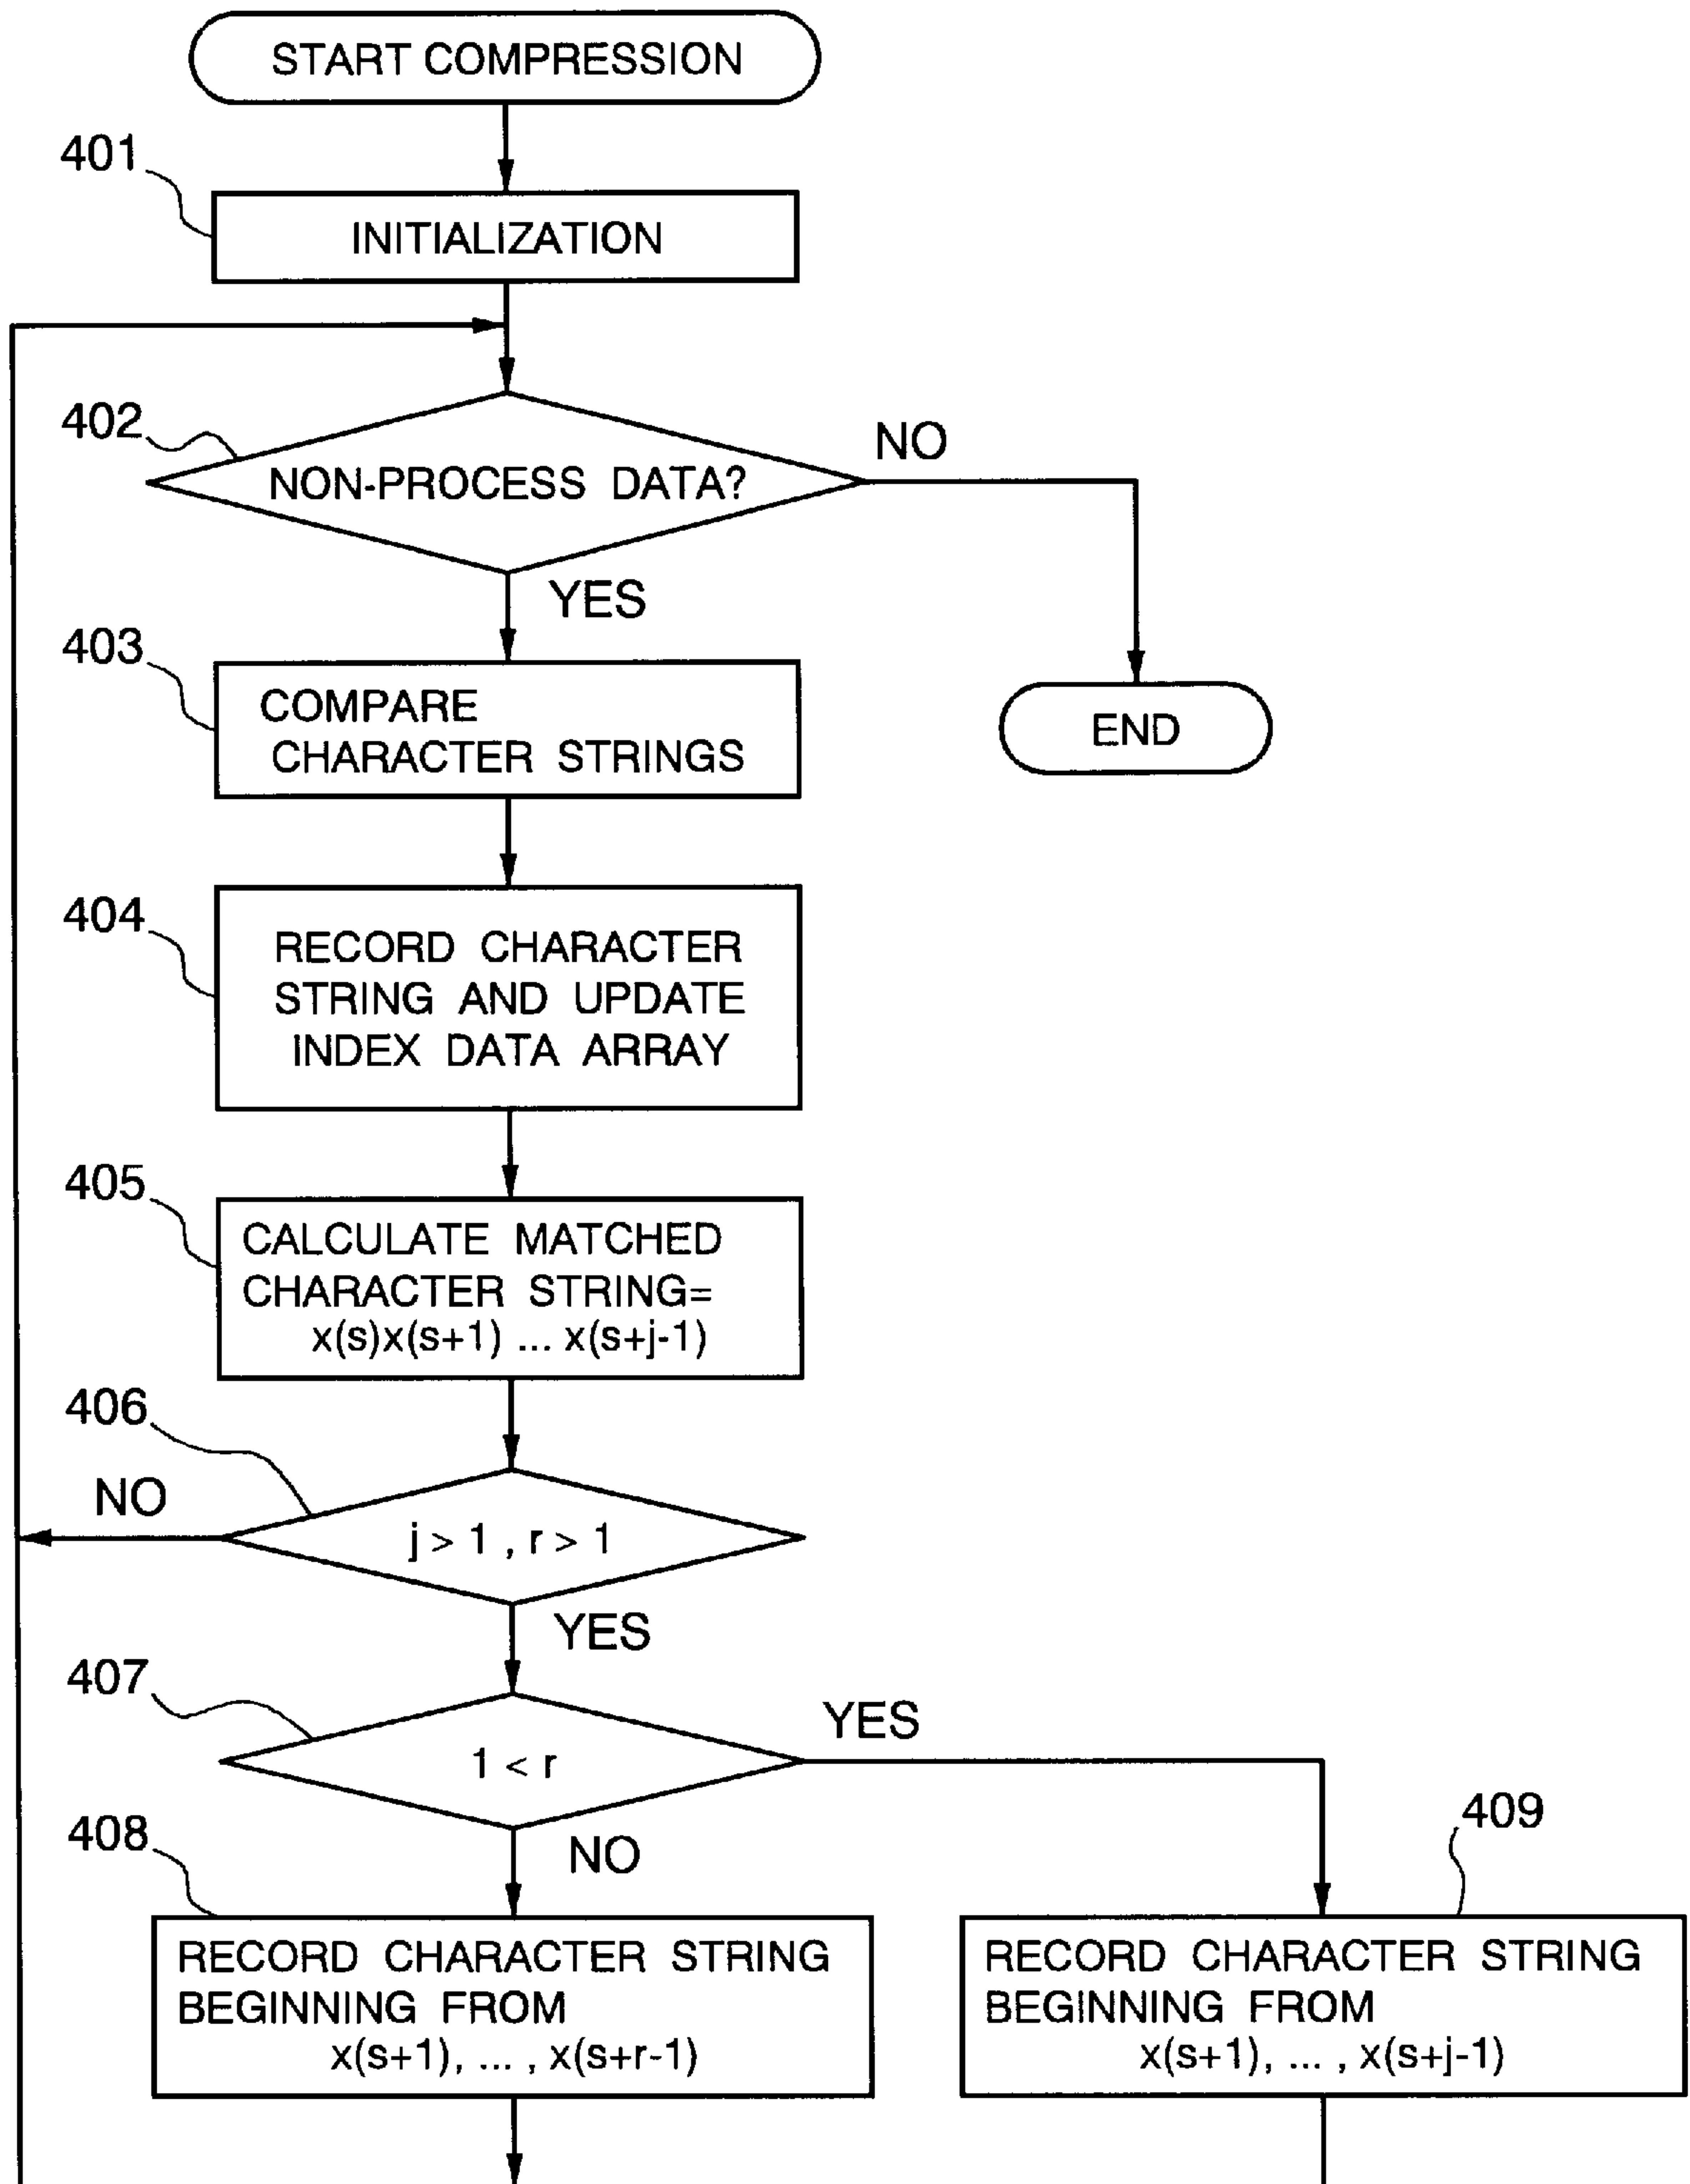 START COMPRESSION
401
INITIALIZATION
402
NON-PROCESS DATA?
NO
YES
403
COMPARE
CHARACTER STRINGS
END
404
RECORD CHARACTER
STRING AND UPDATE
INDEX DATA ARRAY
405
CALCULATE MATCHED
CHARACTER STRING=
x(s)x(s+1) ... x(s+j-1)
406
NO
j > 1 , r > 1
YES
407
1 < r
YES
408
NO
409
RECORD CHARACTER STRING
BEGINNING FROM
x(s+1), ... , x(s+r-1)
RECORD CHARACTER STRING
BEGINNING FROM
x(s+1), ... , x(s+j-1)